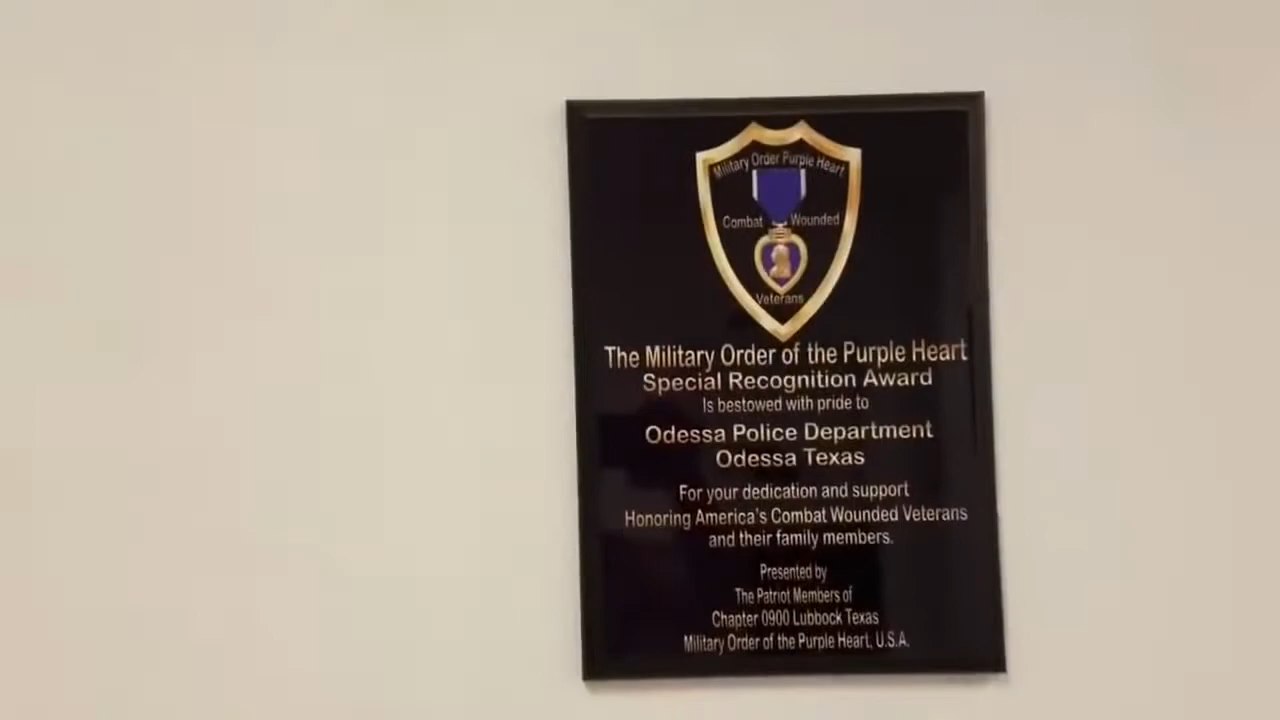 Military Order Purple Heart
Combat Wounded
Veterans
The Military Order of the Purple Heart
Special Recognition Award
Is bestowed with pride to
Odessa Police Department
Odessa Texas
For your dedication and support
Honoring America's Combat Wounded Veterans
and their family members.
Presented by
The Patriot Members of
Chapter 0900 Lubbock Texas
Military Order of the Purple Heart, U.S.A.